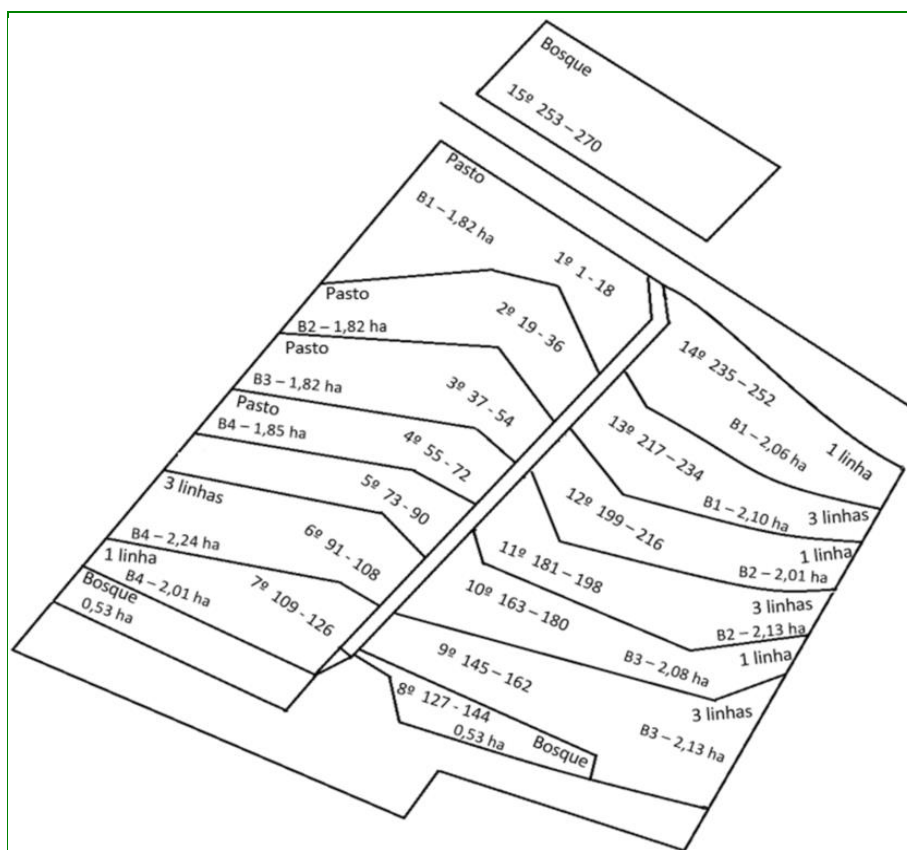 Bosque
15º 253 – 270
Pasto
B1 – 1,82 ha
1º 1 - 18
Pasto
B2 – 1,82 ha
2º 19 - 36
Pasto
B3 – 1,82 ha
3º 37 - 54
Pasto
B4 – 1,85 ha
4º 55 - 72
5º 73 - 90
3 linhas
B4 – 2,24 ha
6º 91 - 108
1 linha
B4 – 2,01 ha
7º 109 - 126
Bosque
0,53 ha
14º 235 – 252
B1 – 2,06 ha
1 linha
13º 217 – 234
B1 – 2,10 ha
3 linhas
12º 199 – 216
B2 – 2,01 ha
1 linha
11º 181 – 198
B2 – 2,13 ha
3 linhas
10º 163 – 180
B3 – 2,08 ha
1 linha
9º 145 – 162
B3 – 2,13 ha
3 linhas
8º 127 - 144
0,53 ha
Bosque